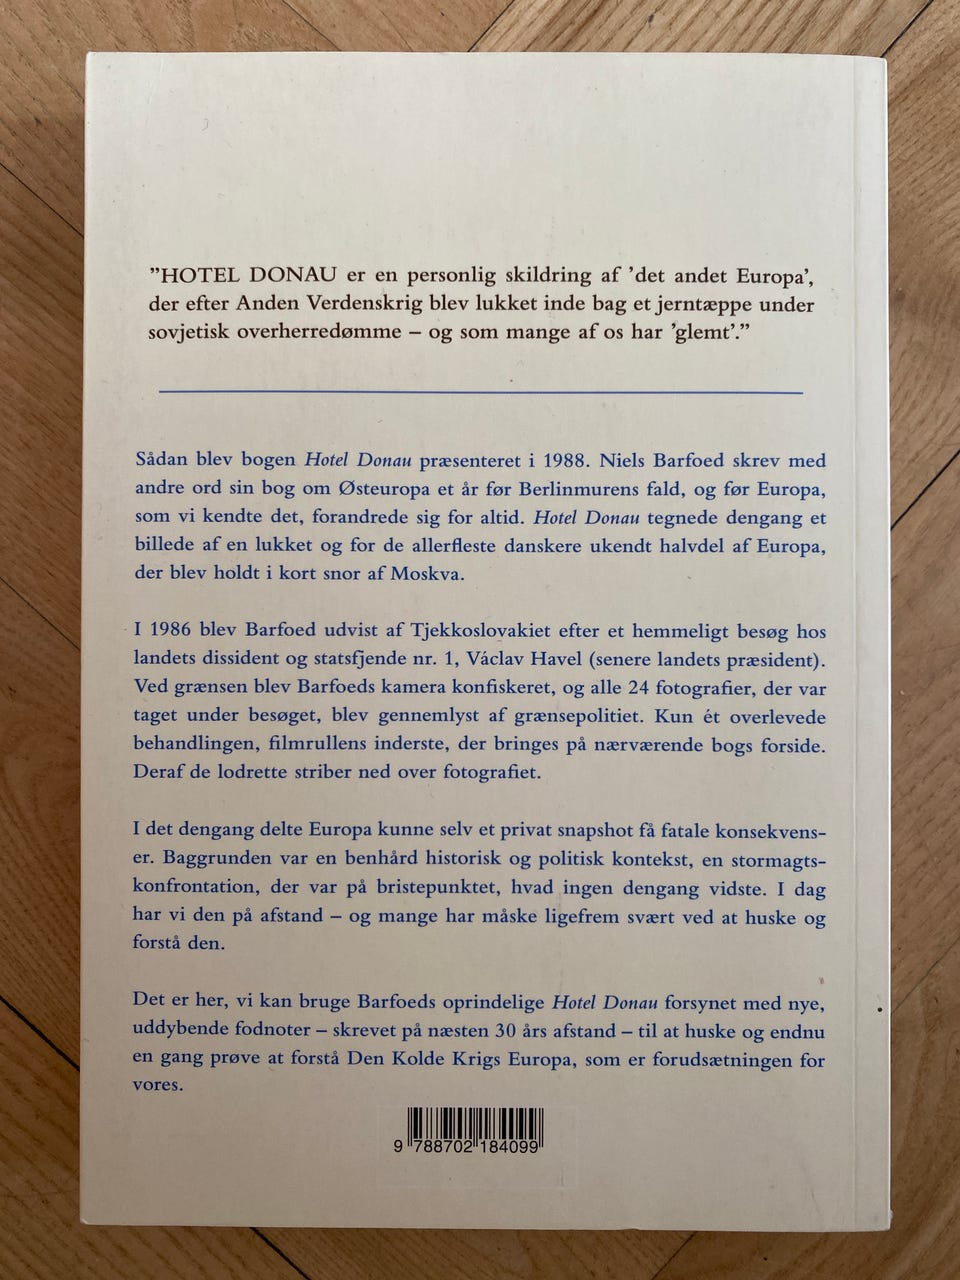 ”HOTEL DONAU er en personlig skildring af ’det andet Europa’,
der efter Anden Verdenskrig blev lukket inde bag et jerntæppe under
sovjetisk overherredømme – og som mange af os har ’glemt’.”
Sådan blev bogen Hotel Donau præsenteret i 1988. Niels Barfoed skrev med
andre ord sin bog om Østeuropa et år før Berlinmurens fald, og før Europa,
som vi kendte det, forandrede sig for altid. Hotel Donau tegnede dengang et
billede af en lukket og for de allerfleste danskere ukendt halvdel af Europa,
der blev holdt i kort snor af Moskva.
I 1986 blev Barfoed udvist af Tjekkoslovakiet efter et hemmeligt besøg hos
landets dissident og statsfjende nr. 1, Václav Havel (senere landets præsident).
Ved grænsen blev Barfoeds kamera konfiskeret, og alle 24 fotografier, der var
taget under besøget, blev gennemlyst af grænsepolitiet. Kun ét overlevede
behandlingen, filmrullens inderste, der bringes på nærværende bogs forside.
Deraf de lodrette striber ned over fotografiet.
I det dengang delte Europa kunne selv et privat snapshot få fatale konsekvens-
er. Baggrunden var en benhård historisk og politisk kontekst, en stormagts-
konfrontation, der var på bristepunktet, hvad ingen dengang vidste. I dag
har vi den på afstand – og mange har måske ligefrem svært ved at huske og
forstå den.
Det er her, vi kan bruge Barfoeds oprindelige Hotel Donau forsynet med nye,
uddybende fodnoter – skrevet på næsten 30 års afstand – til at huske og endnu
en gang prøve at forstå Den Kolde Krigs Europa, som er forudsætningen for
vores.
9 788702 184099